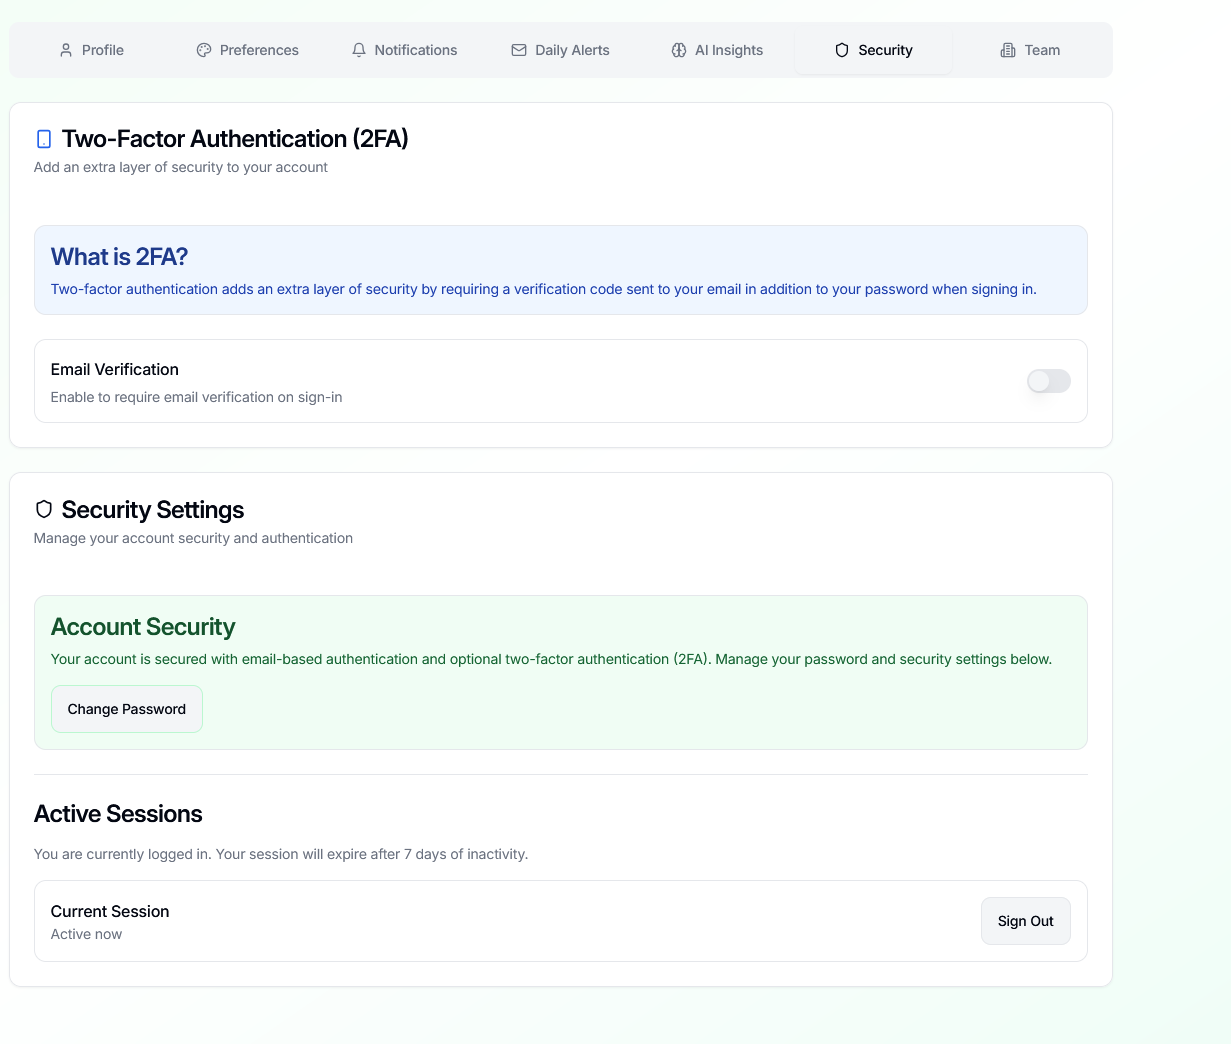 Profile
Preferences
Notifications
Daily Alerts
AI Insights
Security
Team
Two-Factor Authentication (2FA)
Add an extra layer of security to your account
What is 2FA?
Two-factor authentication adds an extra layer of security by requiring a verification code sent to your email in addition to your password when signing in.
Email Verification
Enable to require email verification on sign-in
Security Settings
Manage your account security and authentication
Account Security
Your account is secured with email-based authentication and optional two-factor authentication (2FA). Manage your password and security settings below.
Change Password
Active Sessions
You are currently logged in. Your session will expire after 7 days of inactivity.
Current Session
Active now
Sign Out